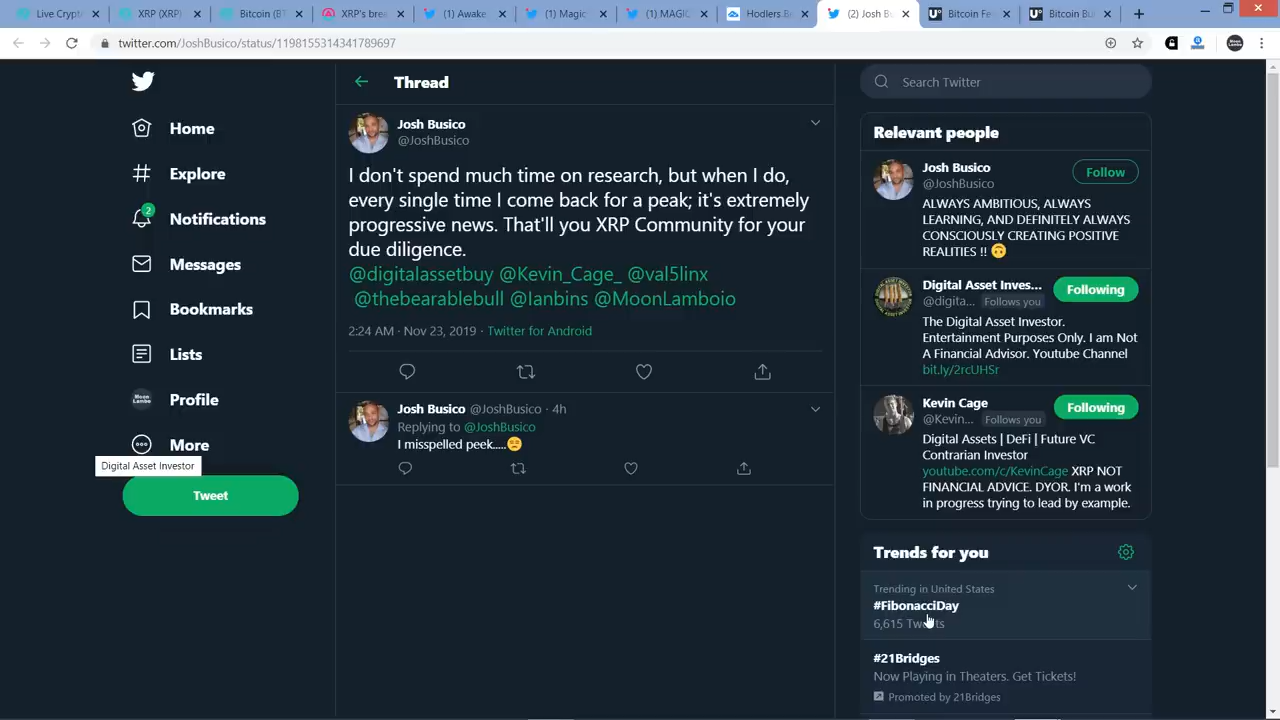 Live Crypto
XRP (XRP
Bitcoin (BT
XRP's brea
(1) Awake
(1) Magic
(1) MAGIC
Hodlers.Be
(2) Josh B
Bitcoin Fe
Bitcoin Bu
twitter.com/JoshBusico/status/1198155314341789697
Home
Explore
2
Notifications
Messages
Bookmarks
Lists
Moon Lambo
Profile
More
Digital Asset Investor
Tweet
Thread
Josh Busico
@JoshBusico
I don't spend much time on research, but when I do,
every single time I come back for a peak; it's extremely
progressive news. That'll you XRP Community for your
due diligence.
@digitalassetbuy @Kevin_Cage_ @val5linx
@thebearablebull @Ianbins @MoonLamboio
2:24 AM · Nov 23, 2019 · Twitter for Android
Josh Busico @JoshBusico · 4h
Replying to @JoshBusico
I misspelled peek.....😔
Search Twitter
Relevant people
Josh Busico
@JoshBusico
Follow
ALWAYS AMBITIOUS, ALWAYS
LEARNING, AND DEFINITELY ALWAYS
CONSCIOUSLY CREATING POSITIVE
REALITIES !! 🙃
Digital Asset Inves...
@digita... Follows you
Following
The Digital Asset Investor.
Entertainment Purposes Only. I am Not
A Financial Advisor. Youtube Channel
bit.ly/2rcUHSr
Kevin Cage
@Kevin... Follows you
Following
Digital Assets | DeFi | Future VC
Contrarian Investor
youtube.com/c/KevinCage XRP NOT
FINANCIAL ADVICE. DYOR. I'm a work
in progress trying to lead by example.
Trends for you
Trending in United States
#FibonacciDay
6,615 Tweets
#21Bridges
Now Playing in Theaters. Get Tickets!
Promoted by 21Bridges